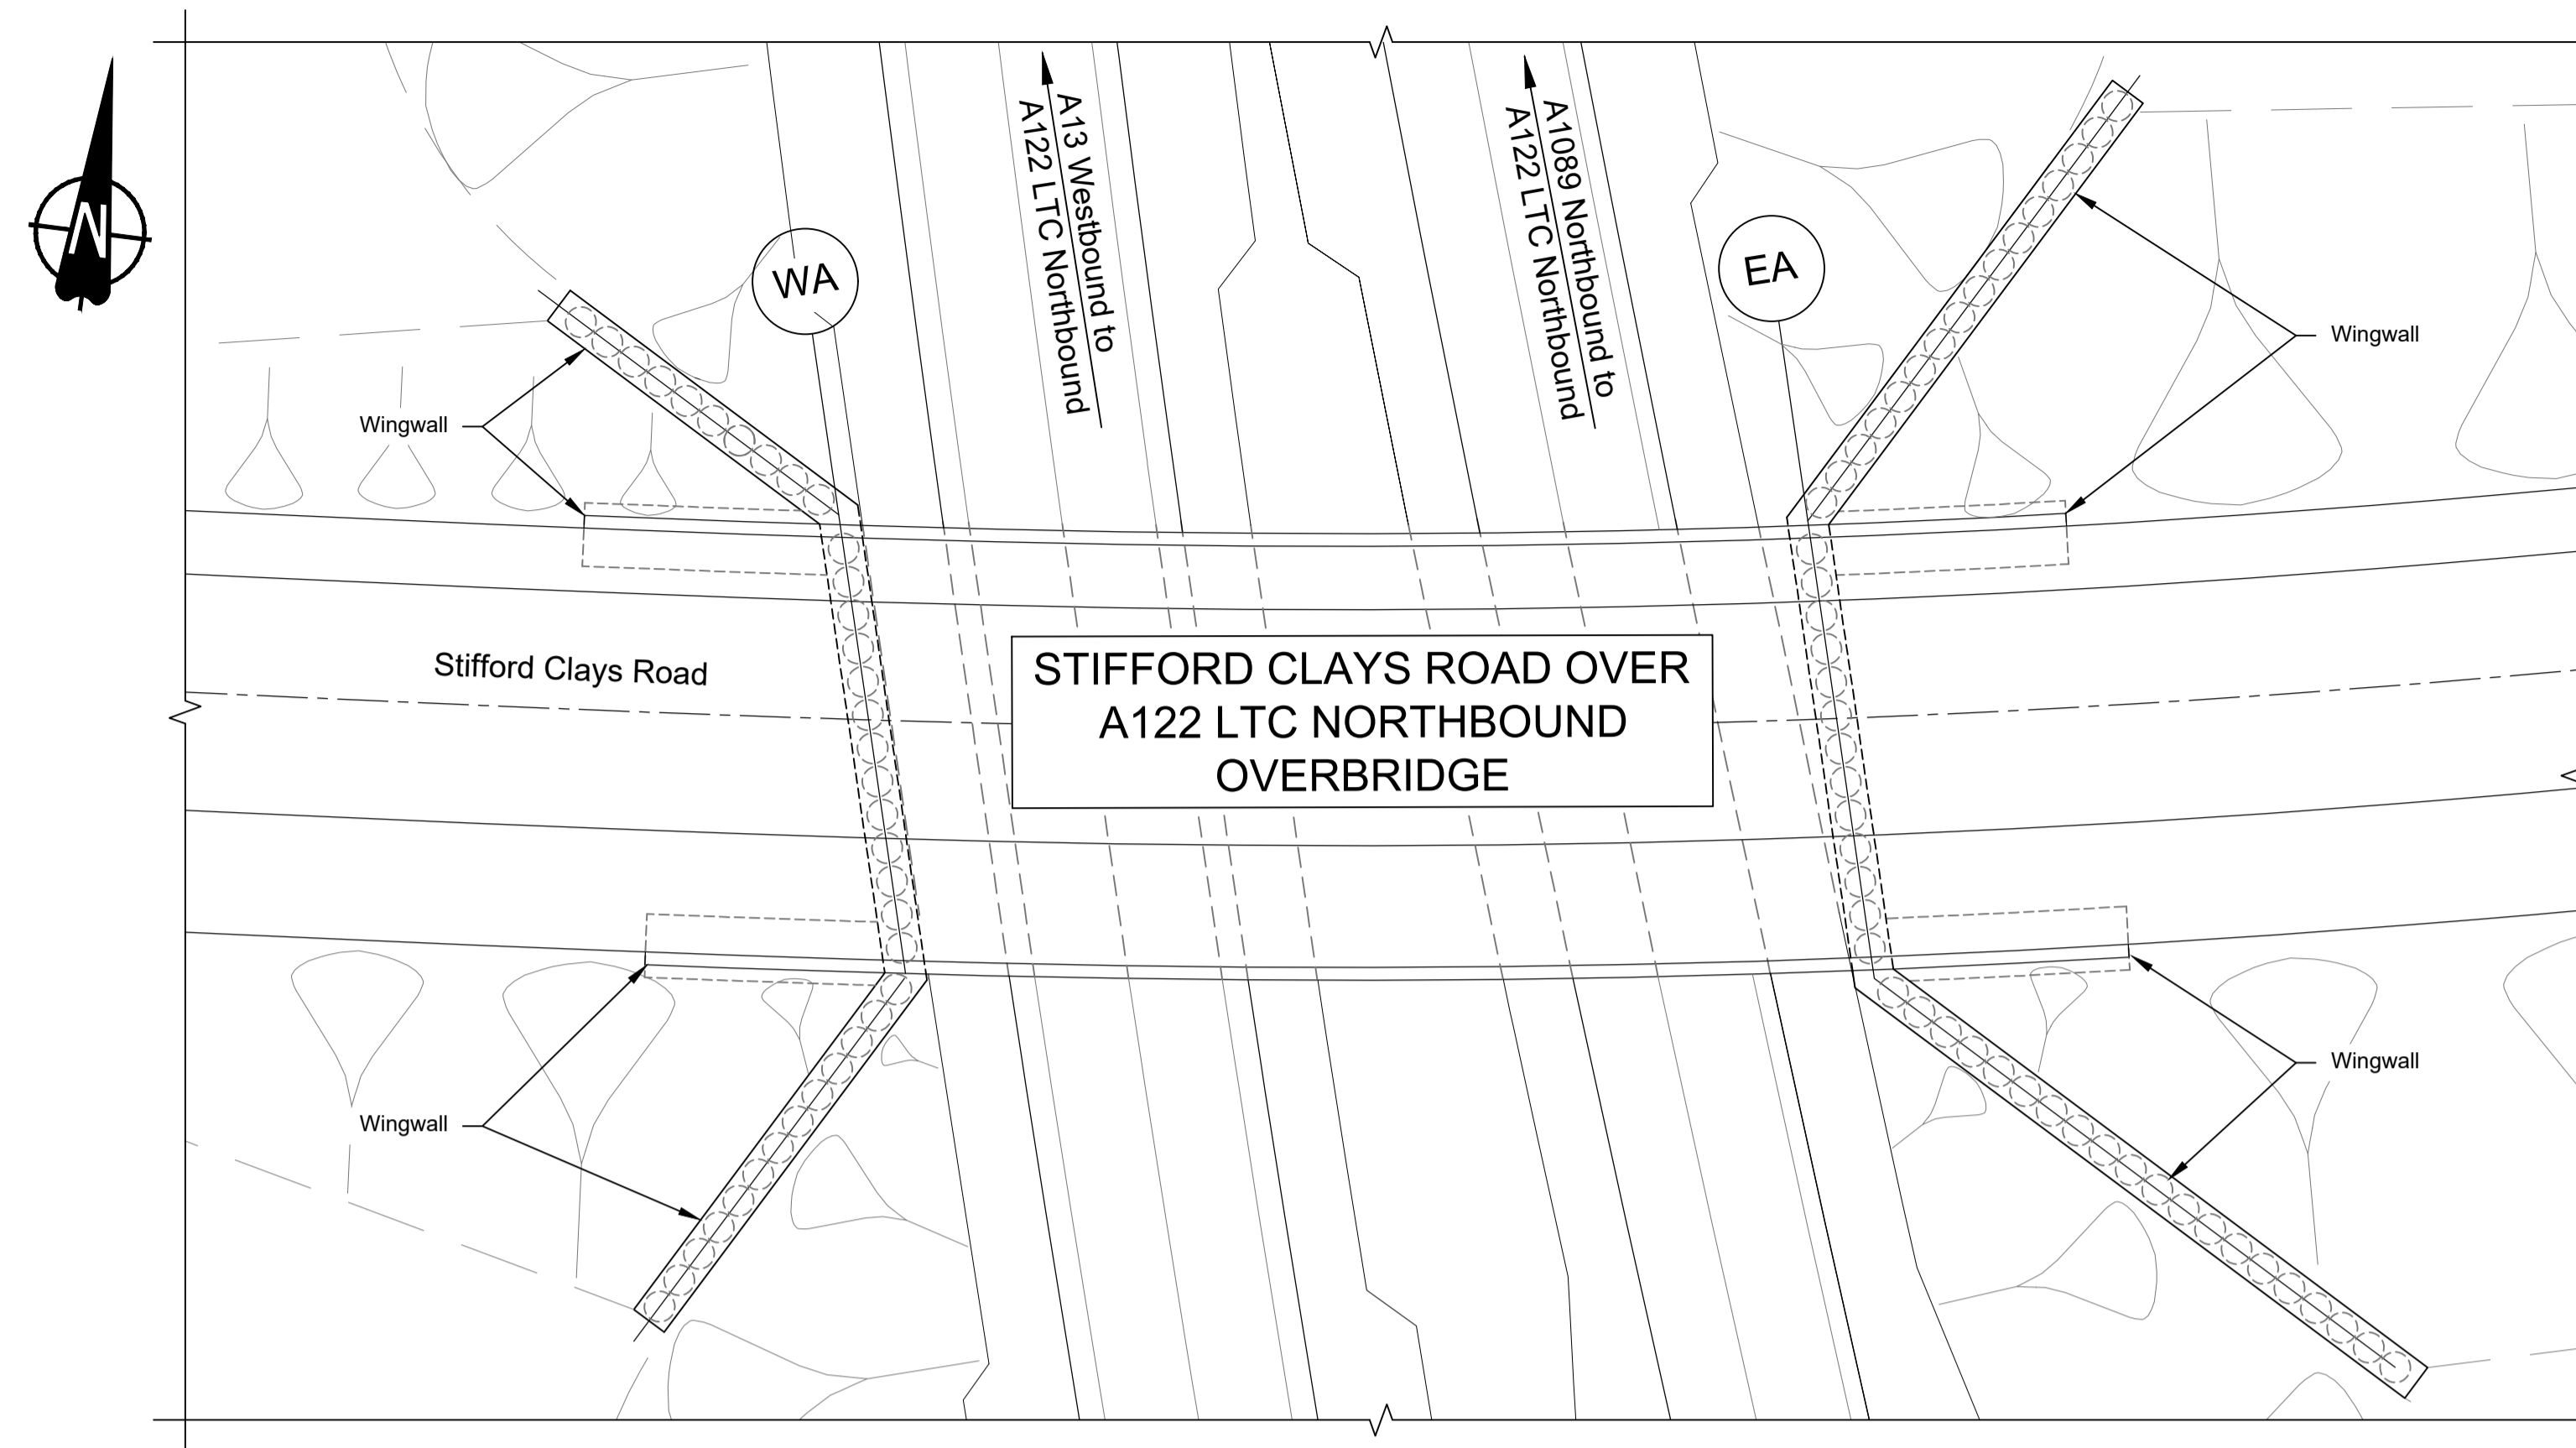 N
A13 Westbound to
A122 LTC Northbound
A1089 Northbound to
A122 LTC Northbound
WA
EA
Wingwall
Wingwall
Stifford Clays Road
STIFFORD CLAYS ROAD OVER
A122 LTC NORTHBOUND
OVERBRIDGE
Wingwall
Wingwall